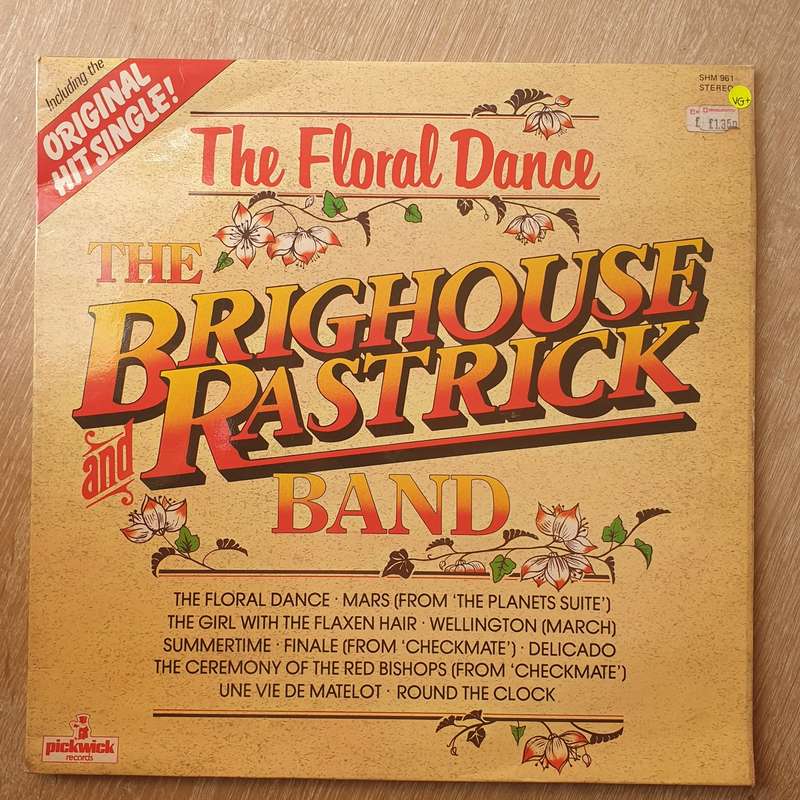 Including the
ORIGINAL
HIT SINGLE!
SHM 961
STEREO
VG+
£ £1.35p
The Floral Dance
THE
BRIGHOUSE
and RASTRICK
BAND
THE FLORAL DANCE · MARS (FROM ‘THE PLANETS SUITE’)
THE GIRL WITH THE FLAXEN HAIR · WELLINGTON (MARCH)
SUMMERTIME · FINALE (FROM ‘CHECKMATE’) · DELICADO
THE CEREMONY OF THE RED BISHOPS (FROM ‘CHECKMATE’)
UNE VIE DE MATELOT · ROUND THE CLOCK
pickwick
records